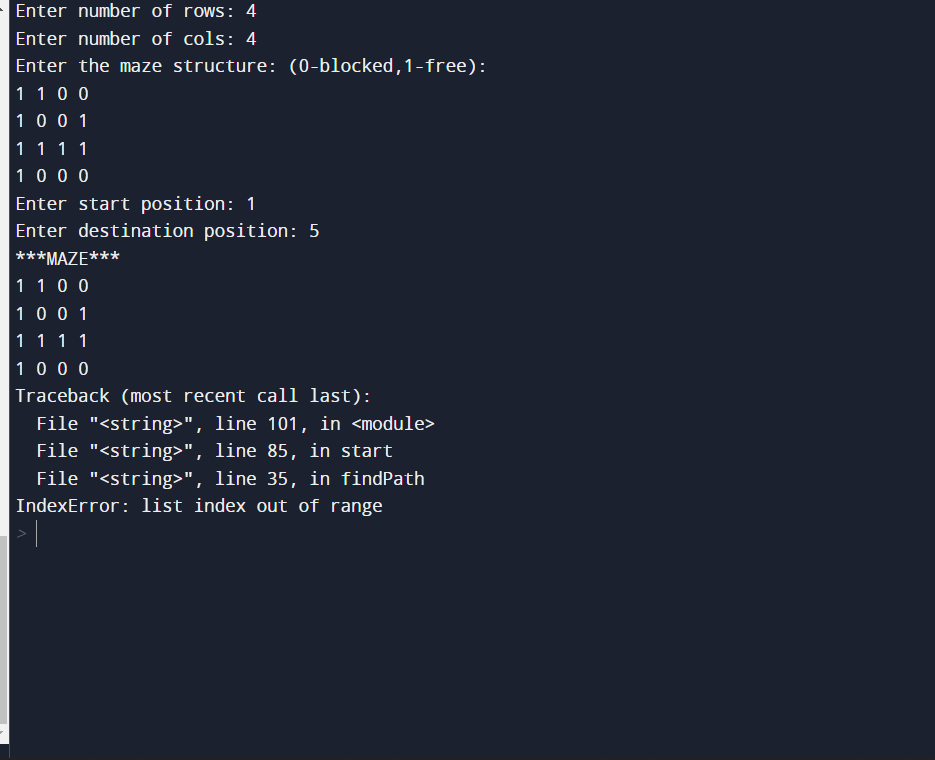 Enter number of rows: 4
Enter number of cols: 4
Enter the maze structure: (0-blocked,1-free):
1 1 0 0
1 0 0 1
1 1 1 1
1 0 0 0
Enter start position: 1
Enter destination position: 5
***MAZE***
1 1 0 0
1 0 0 1
1 1 1 1
1 0 0 0
Traceback (most recent call last):
  File "<string>", line 101, in <module>
  File "<string>", line 85, in start
  File "<string>", line 35, in findPath
IndexError: list index out of range
>